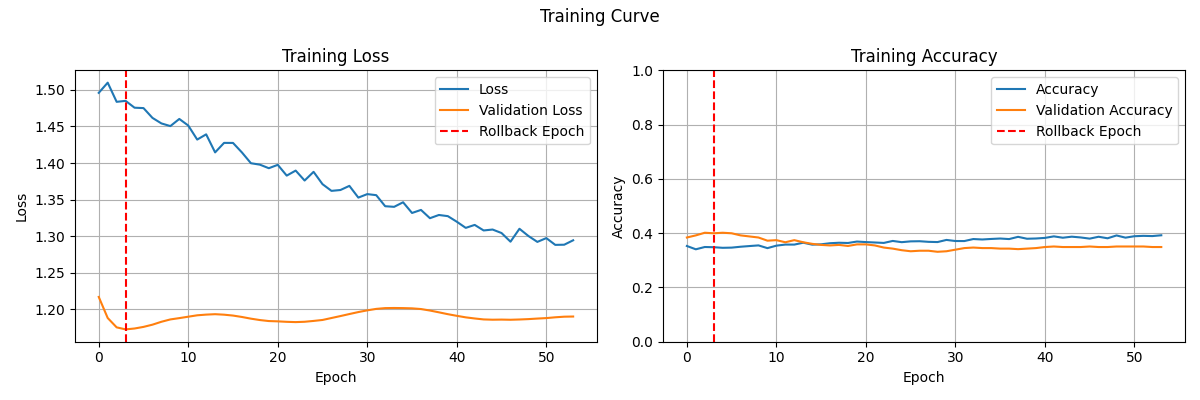 Training Curve
Training Loss
Loss
1.50
1.45
1.40
1.35
1.30
1.25
1.20
0
10
20
30
40
50
Epoch
Loss
Validation Loss
Rollback Epoch
Training Accuracy
Accuracy
1.0
0.8
0.6
0.4
0.2
0.0
0
10
20
30
40
50
Epoch
Accuracy
Validation Accuracy
Rollback Epoch